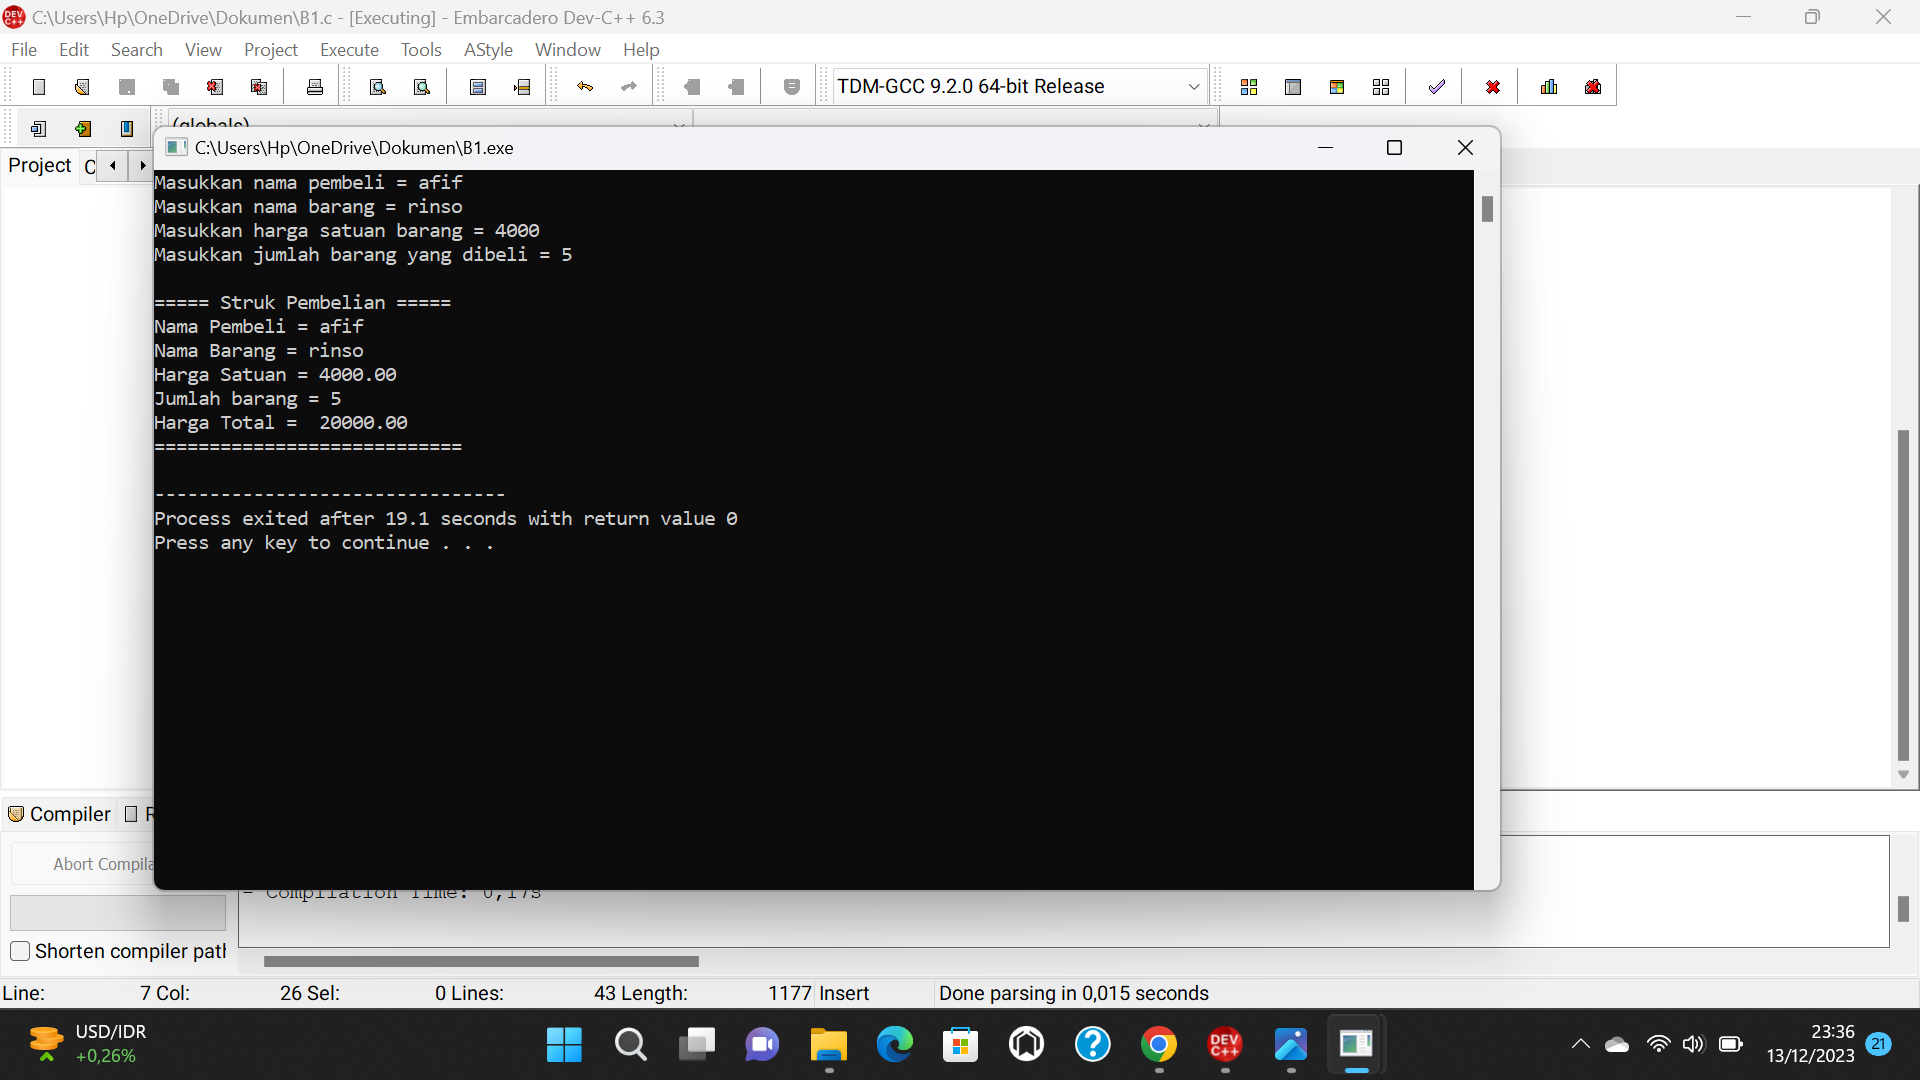 C:\Users\Hp\OneDrive\Dokumen\B1.c - [Executing] - Embarcadero Dev-C++ 6.3
File Edit Search View Project Execute Tools AStyle Window Help
TDM-GCC 9.2.0 64-bit Release
(globals)
C:\Users\Hp\OneDrive\Dokumen\B1.exe
Project C
Masukkan nama pembeli = afif
Masukkan nama barang = rinso
Masukkan harga satuan barang = 4000
Masukkan jumlah barang yang dibeli = 5
===== Struk Pembelian =====
Nama Pembeli = afif
Nama Barang = rinso
Harga Satuan = 4000.00
Jumlah barang = 5
Harga Total =  20000.00
============================
--------------------------------
Process exited after 19.1 seconds with return value 0
Press any key to continue . . .
Compiler
Abort Compila
- Compilation Time: 0,17s
Shorten compiler path
Line: 7 Col: 26 Sel: 0 Lines: 43 Length: 1177 Insert Done parsing in 0,015 seconds
USD/IDR
+0,26%
DEV C++
23:36
13/12/2023
21